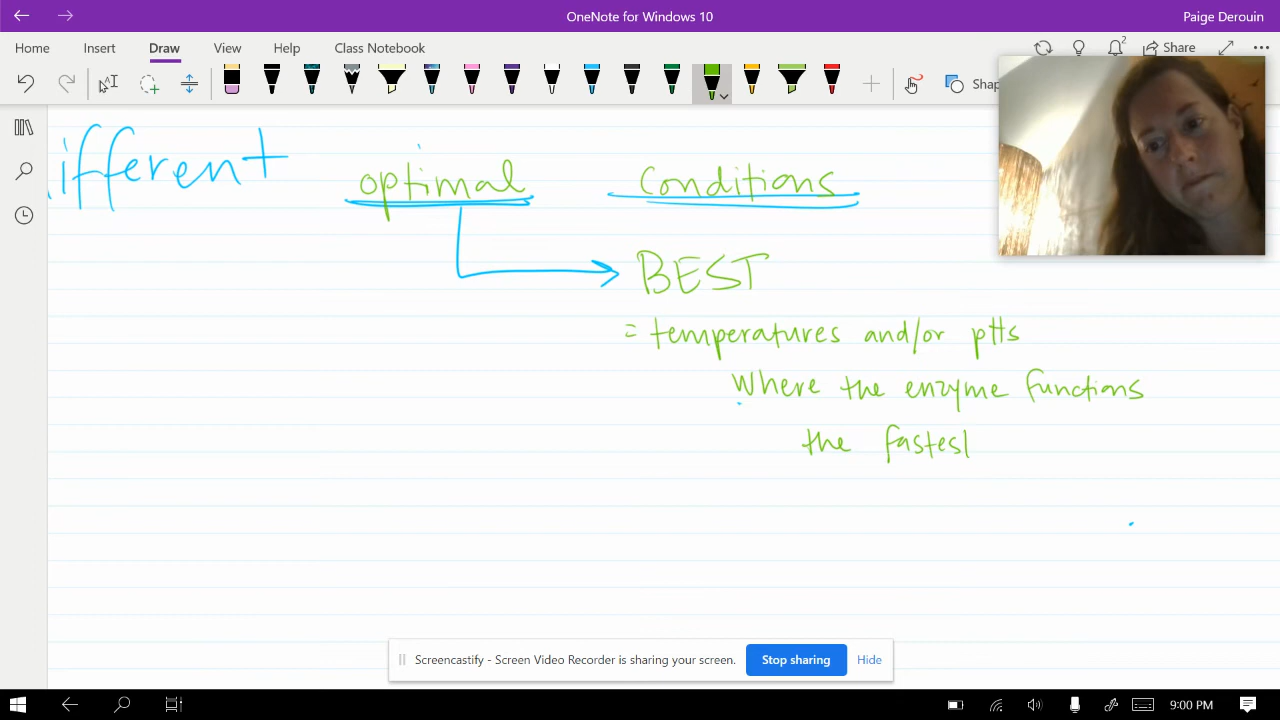 OneNote for Windows 10
Paige Derouin
Home Insert Draw View Help Class Notebook
2 Share
Shap
ifferent optimal Conditions
BEST
= temperatures and/or pHs
Where the enzyme functions
the fastest
Screencastify - Screen Video Recorder is sharing your screen. Stop sharing Hide
9:00 PM